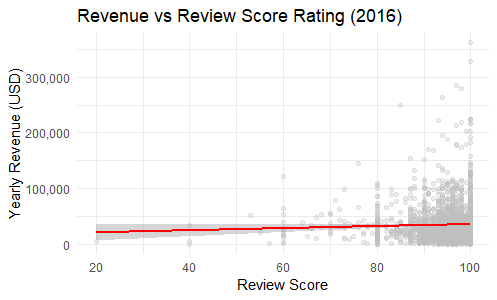 Revenue vs Review Score Rating (2016)
Yearly Revenue (USD)
300,000
200,000
100,000
0
20 40 60 80 100
Review Score